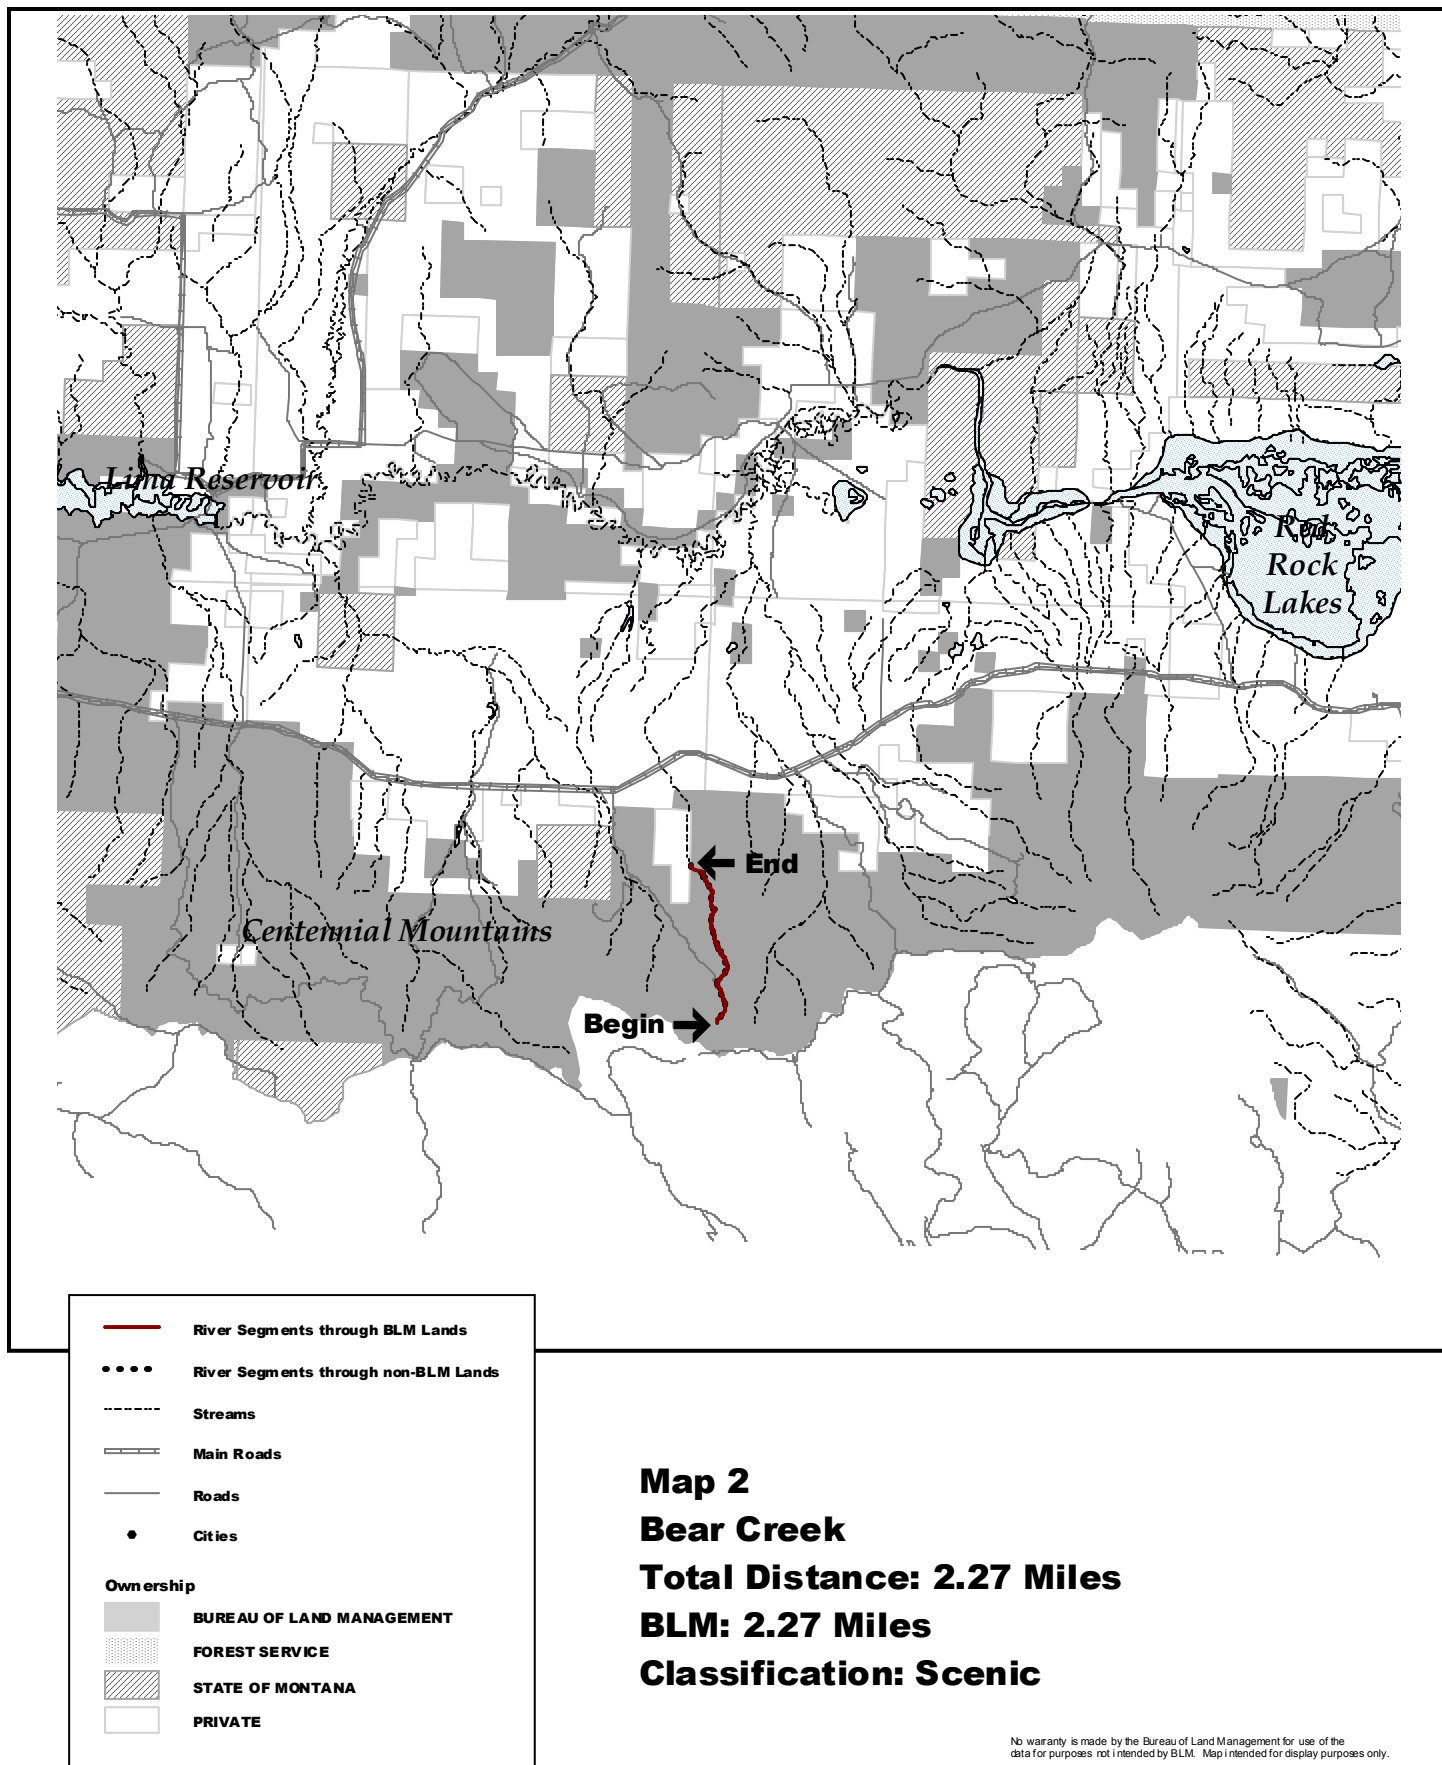 Lima Reservoir
Red
Rock
Lakes
End
Centennial Mountains
Begin
River Segments through BLM Lands
River Segments through non-BLM Lands
Streams
Main Roads
Roads
Cities
Ownership
BUREAU OF LAND MANAGEMENT
FOREST SERVICE
STATE OF MONTANA
PRIVATE
Map 2
Bear Creek
Total Distance: 2.27 Miles
BLM: 2.27 Miles
Classification: Scenic
No warranty is made by the Bureau of Land Management for use of the
data for purposes not intended by BLM. Map intended for display purposes only.